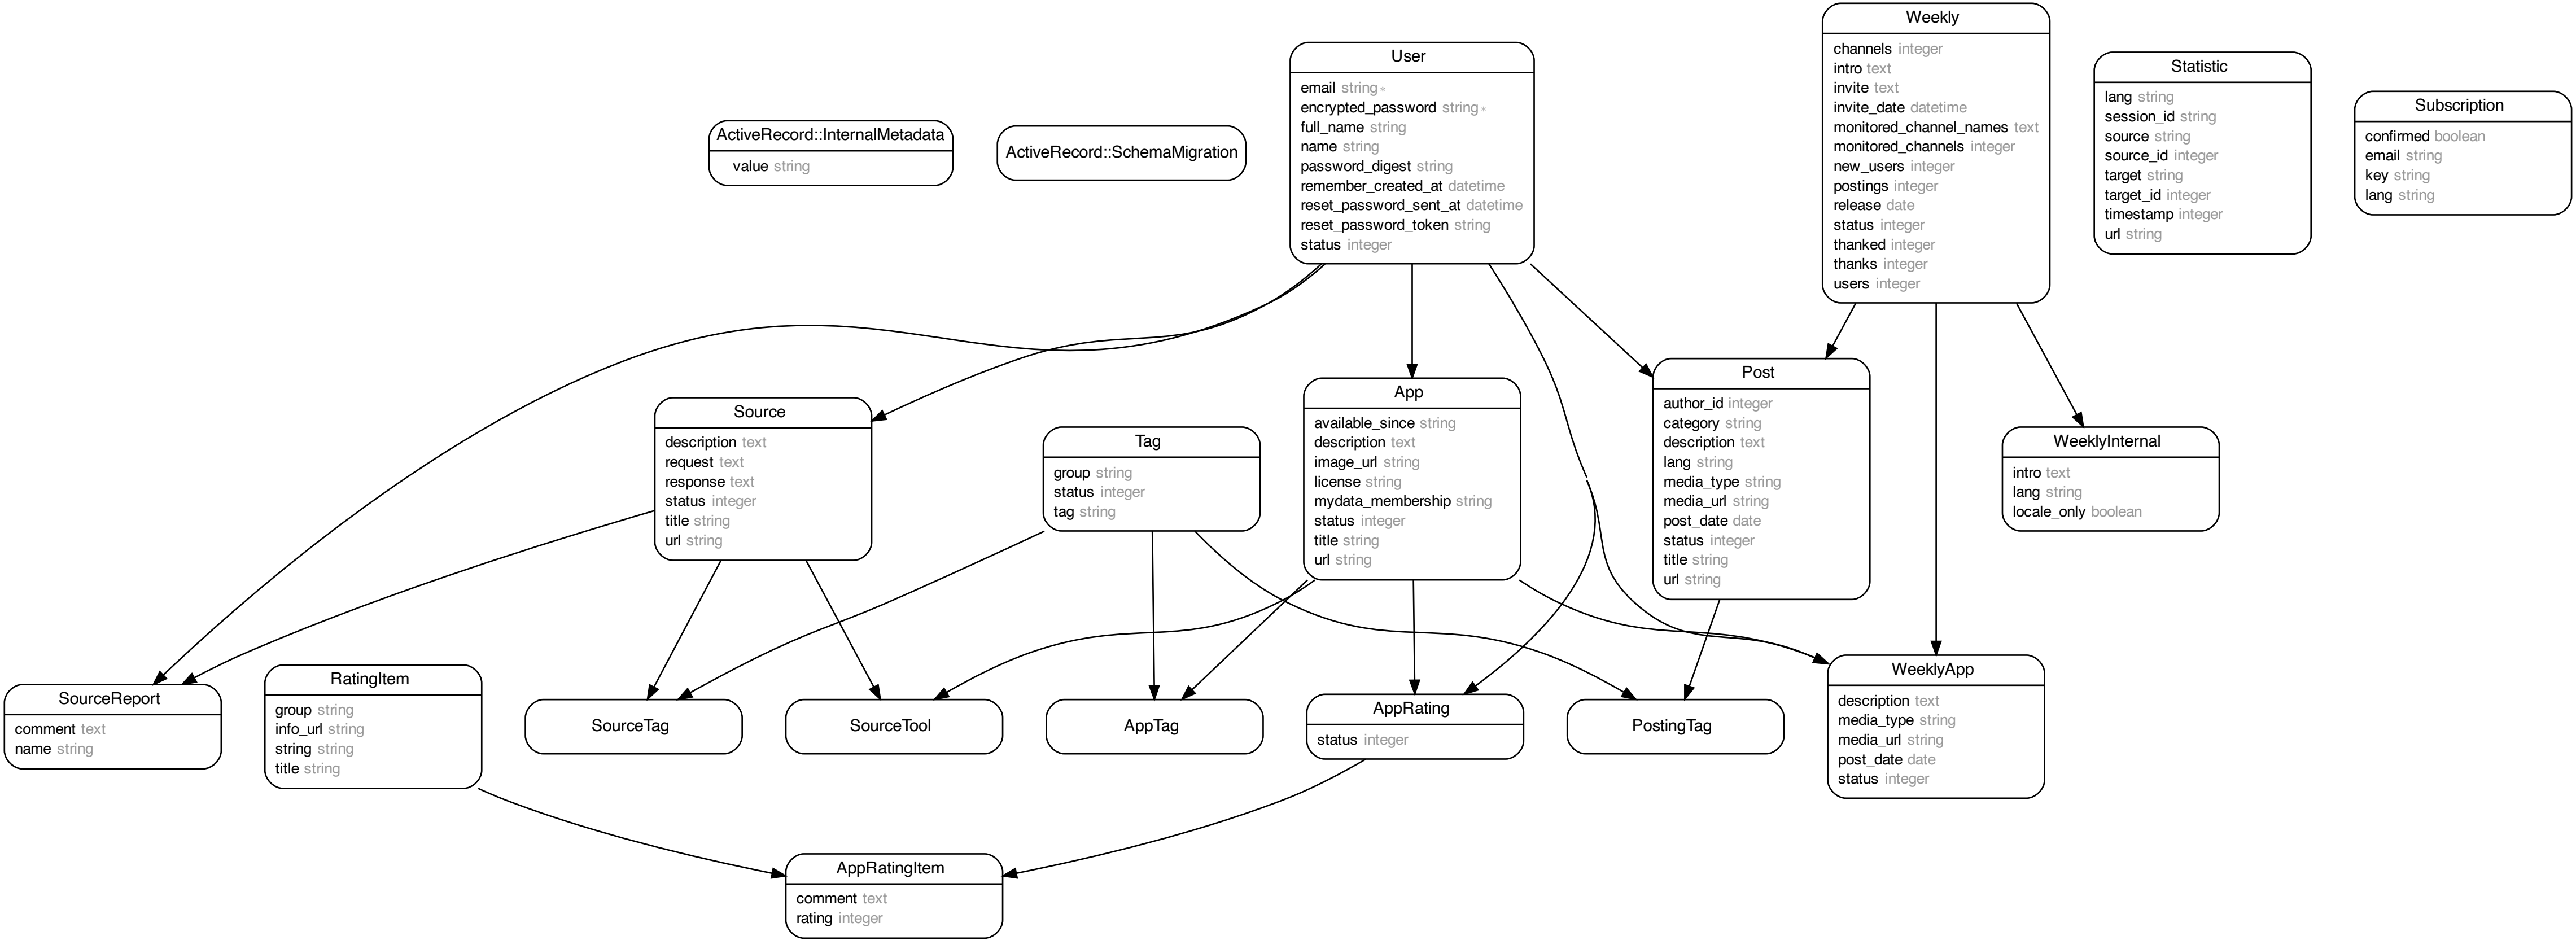 ActiveRecord::InternalMetadata
value string
ActiveRecord::SchemaMigration
User
email string*
encrypted_password string*
full_name string
name string
password_digest string
remember_created_at datetime
reset_password_sent_at datetime
reset_password_token string
status integer
Weekly
channels integer
intro text
invite text
invite_date datetime
monitored_channel_names text
monitored_channels integer
new_users integer
postings integer
release date
status integer
thanked integer
thanks integer
users integer
Statistic
lang string
session_id string
source string
source_id integer
target string
target_id integer
timestamp integer
url string
Subscription
confirmed boolean
email string
key string
lang string
Source
description text
request text
response text
status integer
title string
url string
Tag
group string
status integer
tag string
App
available_since string
description text
image_url string
license string
mydata_membership string
status integer
title string
url string
Post
author_id integer
category string
description text
lang string
media_type string
media_url string
post_date date
status integer
title string
url string
WeeklyInternal
intro text
lang string
locale_only boolean
SourceReport
comment text
name string
RatingItem
group string
info_url string
string string
title string
SourceTag
SourceTool
AppTag
AppRating
status integer
PostingTag
WeeklyApp
description text
media_type string
media_url string
post_date date
status integer
AppRatingItem
comment text
rating integer